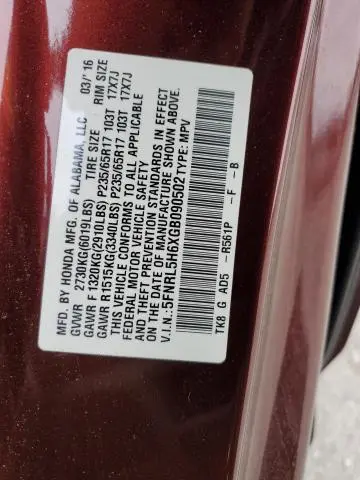 MFD. BY HONDA MFG. OF ALABAMA, LLC 03/'16
GVWR 2730KG(6019LBS) TIRE SIZE RIM SIZE
GAWR F 1320KG(2910LBS) P235/65R17 103T 17X7J
GAWR R1515KG(3340LBS) P235/65R17 103T 17X7J
THIS VEHICLE CONFORMS TO ALL APPLICABLE
FEDERAL MOTOR VEHICLE SAFETY
AND THEFT PREVENTION STANDARDS IN EFFECT
ON THE DATE OF MANUFACTURE SHOWN ABOVE.
V.I.N.:5FNRL5H6XGB090502 TYPE: MPV
TK8 G AD5 -R561P -F -B